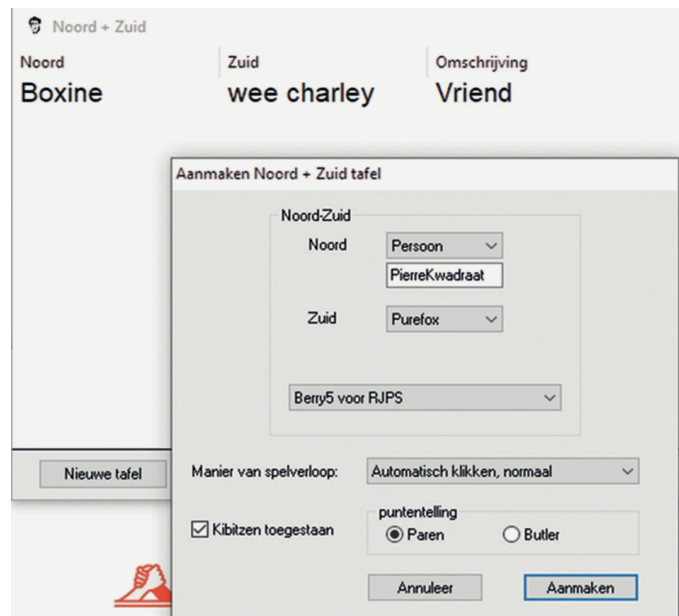 Noord + Zuid
Noord Zuid Omschrijving
Boxine wee charley Vriend
Aanmaken Noord + Zuid tafel
Noord-Zuid
Noord Persoon
PierreKwadraat
Zuid Purefox
Berry5 voor RJPS
Nieuwe tafel
Manier van spelverloop: Automatisch klikken, normaal
Kibitzen toegestaan
puntentelling
Paren Butler
Annuleer Aanmaken